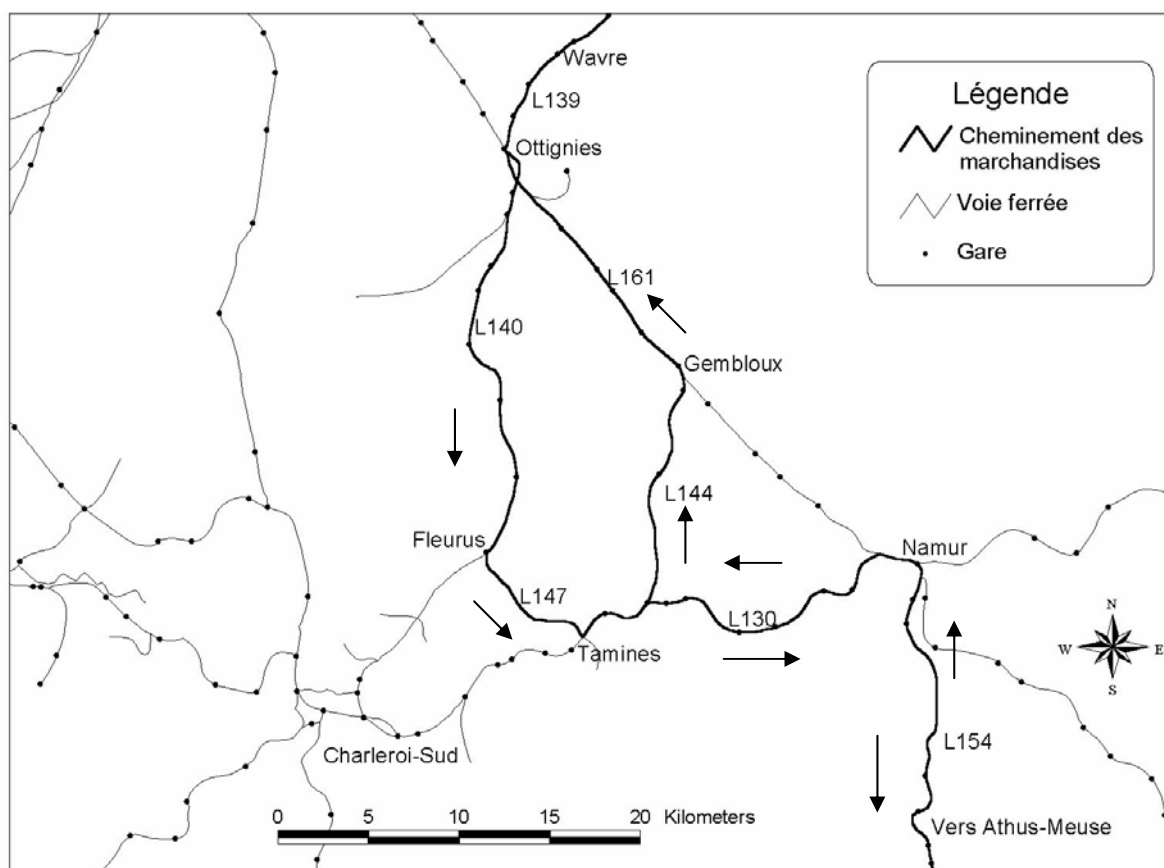 Wavre
L139
Ottignies
Légende
Cheminement des
marchandises
Voie ferrée
Gare
L161
L140
Gembloux
L144
Fleurus
Namur
L147
L130
Tamines
N
W
E
S
L154
Charleroi-Sud
0 5 10 15 20 Kilometers
Vers Athus-Meuse